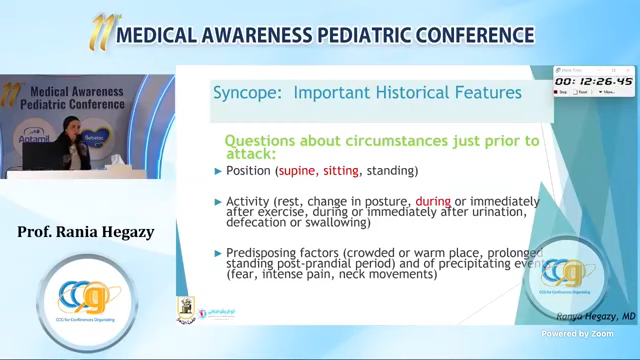 11th MEDICAL AWARENESS PEDIATRIC CONFERENCE
Medical Awareness
Pediatric Conference
Aptamil
Bebelac
Syncope: Important Historical Features
00:12:26.45
Stop
Reset
More
Questions about circumstances just prior to
attack:
Position (supine, sitting, standing)
Activity (rest, change in posture, during or immediately
after exercise, during or immediately after urination,
defecation or swallowing)
Predisposing factors (crowded or warm place, prolonged
standing post-prandial period) and of precipitating event
(fear, intense pain, neck movements)
Prof. Rania Hegazy
CCG
CCG for Conferences Organizing
Ranya Hegazy, MD
Powered by Zoom